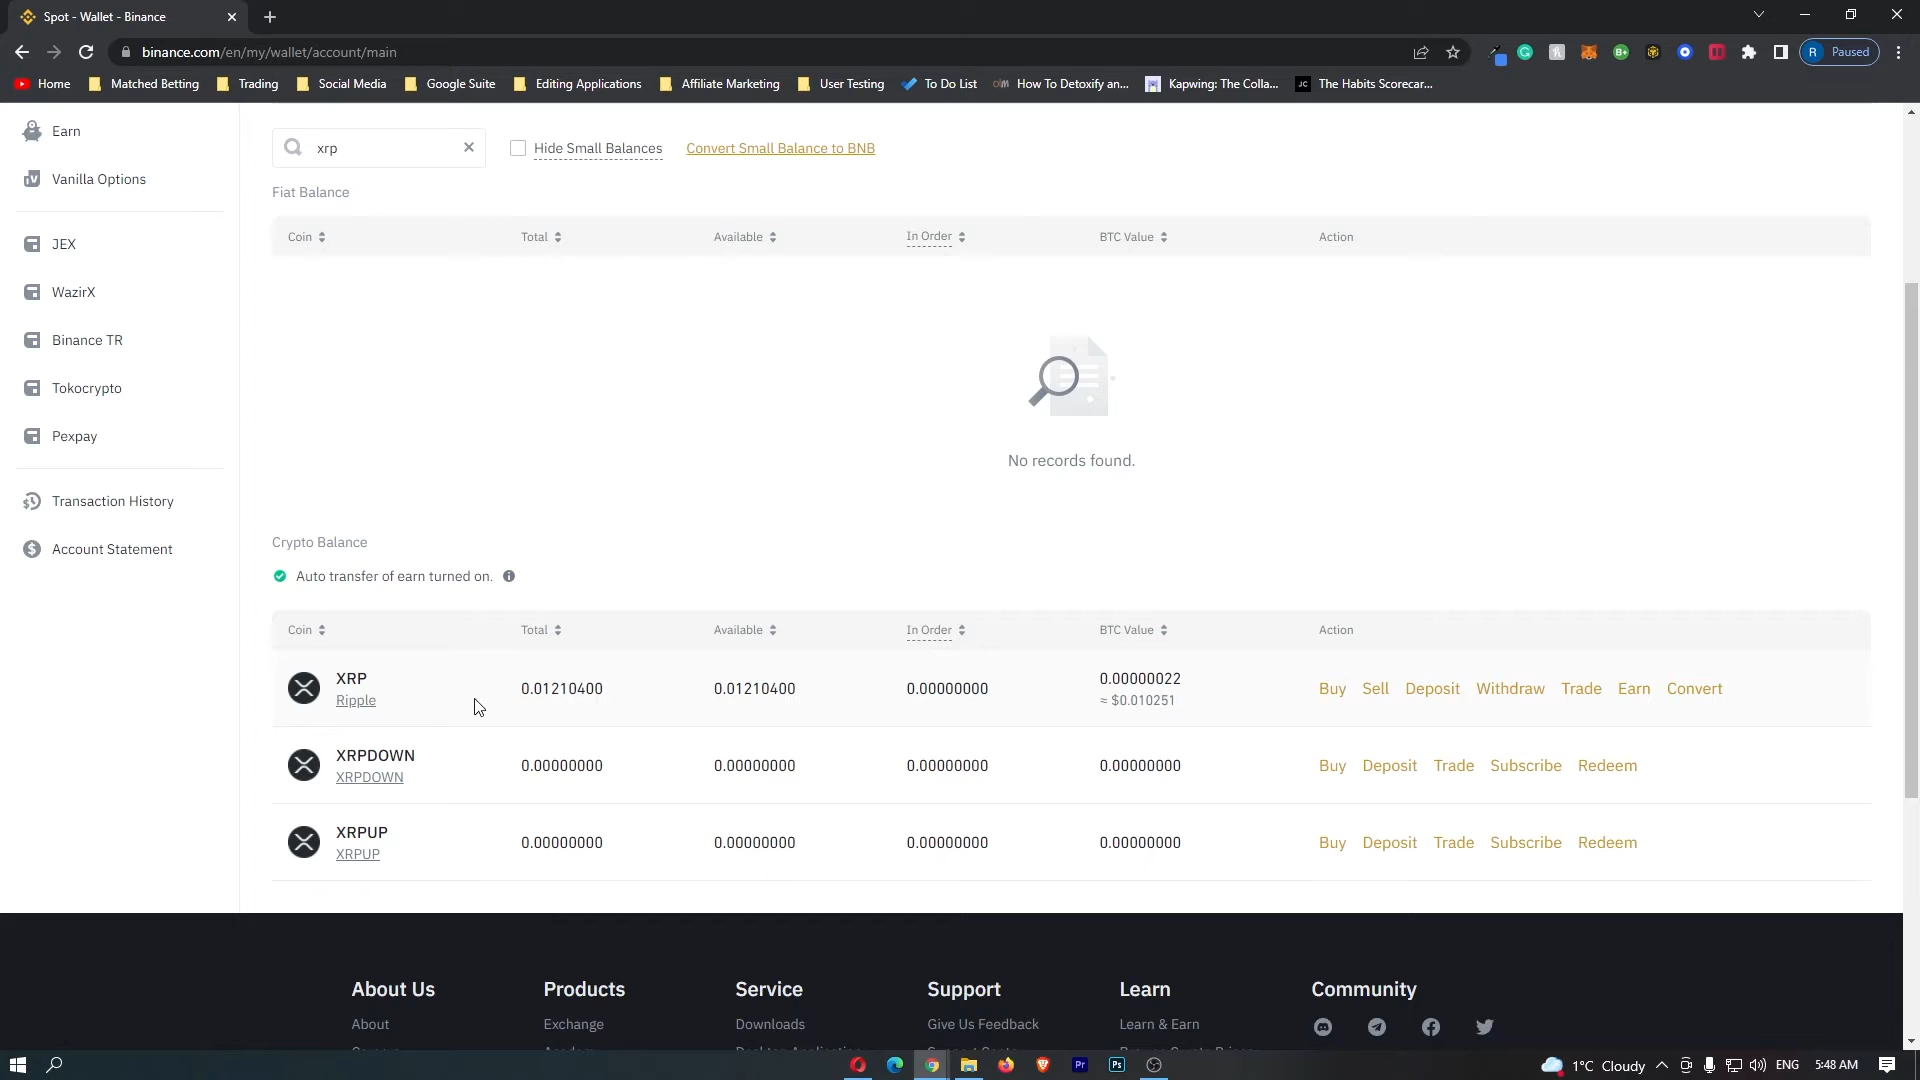 Spot - Wallet - Binance
binance.com/en/my/wallet/account/main
R Paused
Home Matched Betting Trading Social Media Google Suite Editing Applications Affiliate Marketing User Testing To Do List How To Detoxify an... Kapwing: The Colla... JC The Habits Scorecar...
Earn
Vanilla Options
JEX
WazirX
Binance TR
Tokocrypto
Pexpay
Transaction History
Account Statement
xrp Hide Small Balances Convert Small Balance to BNB
Fiat Balance
Coin Total Available In Order BTC Value Action
No records found.
Crypto Balance
Auto transfer of earn turned on.
Coin Total Available In Order BTC Value Action
XRP
Ripple
0.01210400 0.01210400 0.00000000 0.00000022
≈ $0.010251
Buy Sell Deposit Withdraw Trade Earn Convert
XRPDOWN
XRPDOWN
0.00000000 0.00000000 0.00000000 0.00000000 Buy Deposit Trade Subscribe Redeem
XRPUP
XRPUP
0.00000000 0.00000000 0.00000000 0.00000000 Buy Deposit Trade Subscribe Redeem
About Us Products Service Support Learn Community
About Exchange Downloads Give Us Feedback Learn & Earn
Pr Ps 1°C Cloudy ENG 5:48 AM